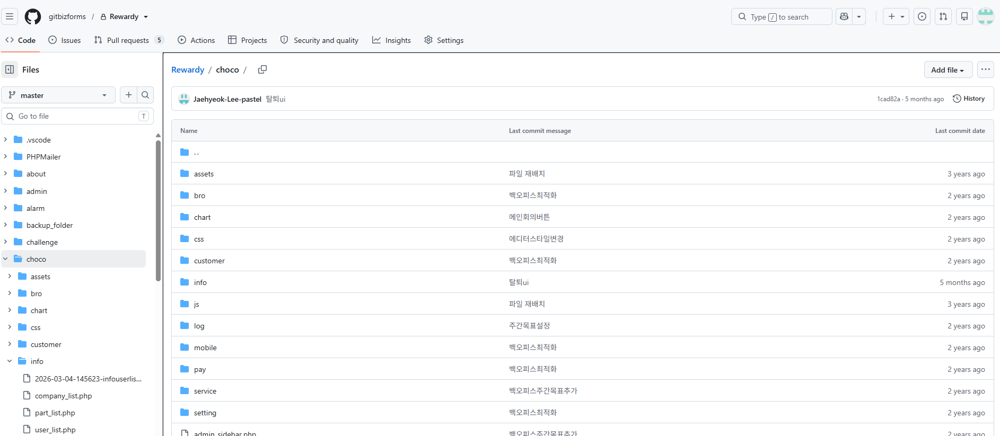 gitbizforms / Rewardy
Type / to search
Code
Issues
Pull requests 5
Actions
Projects
Security and quality
Insights
Settings
Files
master
Go to file T
.vscode
PHPMailer
about
admin
alarm
backup_folder
challenge
choco
assets
bro
chart
css
customer
info
2026-03-04-145623-infouserlis...
company_list.php
part_list.php
user_list.php
Rewardy / choco /
Add file
Jaehyeok-Lee-pastel 탈퇴ui
1cad82a · 5 months ago
History
Name Last commit message Last commit date
..
assets 파일 재배치 3 years ago
bro 백오피스최적화 2 years ago
chart 메인회의버튼 2 years ago
css 에디터스타일변경 2 years ago
customer 백오피스최적화 2 years ago
info 탈퇴ui 5 months ago
js 파일 재배치 3 years ago
log 주간목표설정 2 years ago
mobile 백오피스최적화 2 years ago
pay 백오피스최적화 2 years ago
service 백오피스주간목표추가 2 years ago
setting 백오피스최적화 2 years ago
admin_sidebar.php 백오피스주간목표추가 2 years ago